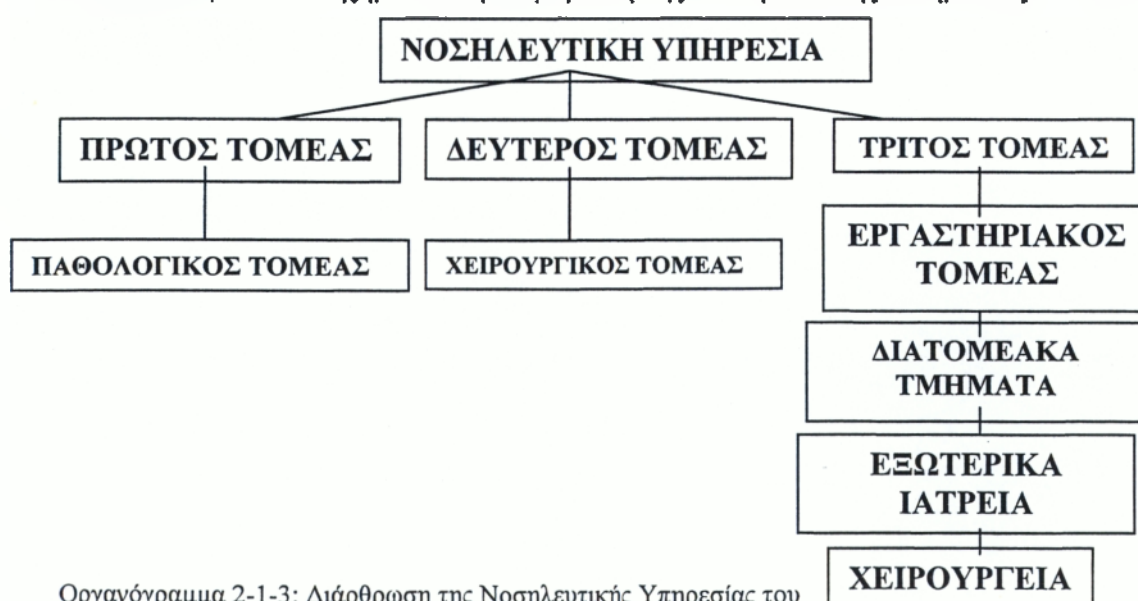 ΝΟΣΗΛΕΥΤΙΚΗ ΥΠΗΡΕΣΙΑ
ΠΡΩΤΟΣ ΤΟΜΕΑΣ
ΔΕΥΤΕΡΟΣ ΤΟΜΕΑΣ
ΤΡΙΤΟΣ ΤΟΜΕΑΣ
ΠΑΘΟΛΟΓΙΚΟΣ ΤΟΜΕΑΣ
ΧΕΙΡΟΥΡΓΙΚΟΣ ΤΟΜΕΑΣ
ΕΡΓΑΣΤΗΡΙΑΚΟΣ
ΤΟΜΕΑΣ
ΔΙΑΤΟΜΕΑΚΑ
ΤΜΗΜΑΤΑ
ΕΞΩΤΕΡΙΚΑ
ΙΑΤΡΕΙΑ
ΧΕΙΡΟΥΡΓΕΙΑ
Οργανόγραμμα 2-1-3: Διάρθρωση της Νοσηλευτικής Υπηρεσίας του